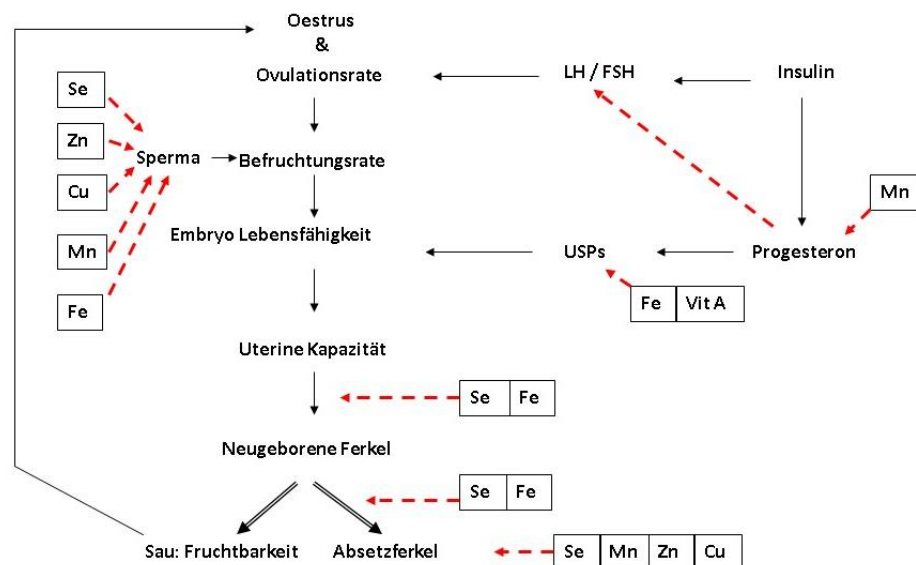 Oestrus
&
Ovulationsrate
LH / FSH
Insulin
Se
Zn
Cu
Mn
Fe
Sperma
Befruchtungsrate
Mn
Embryo Lebensfähigkeit
USPs
Progesteron
Fe
Vit A
Uterine Kapazität
Se
Fe
Neugeborene Ferkel
Se
Fe
Sau: Fruchtbarkeit
Absetzferkel
Se
Mn
Zn
Cu